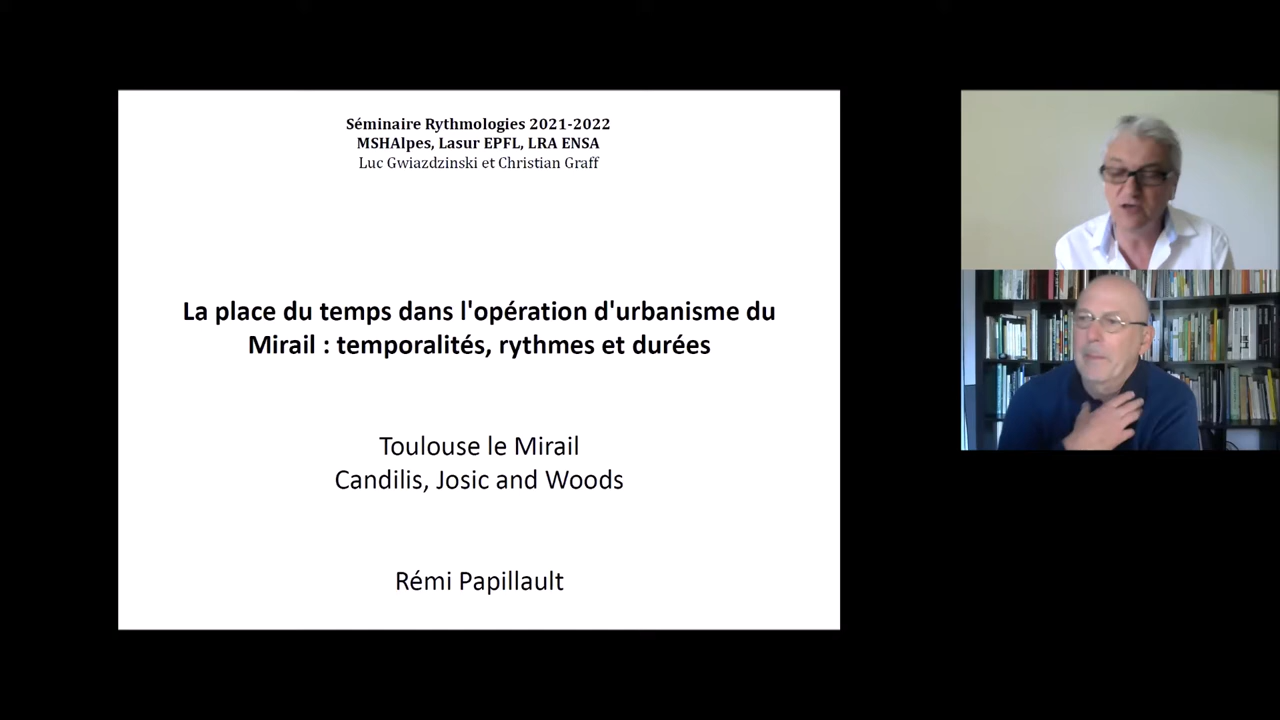 Séminaire Rythmologies 2021-2022
MSHAlpes, Lasur EPFL, LRA ENSA
Luc Gwiazdzinski et Christian Graff
La place du temps dans l'opération d'urbanisme du
Mirail : temporalités, rythmes et durées
Toulouse le Mirail
Candilis, Josic and Woods
Rémi Papillault